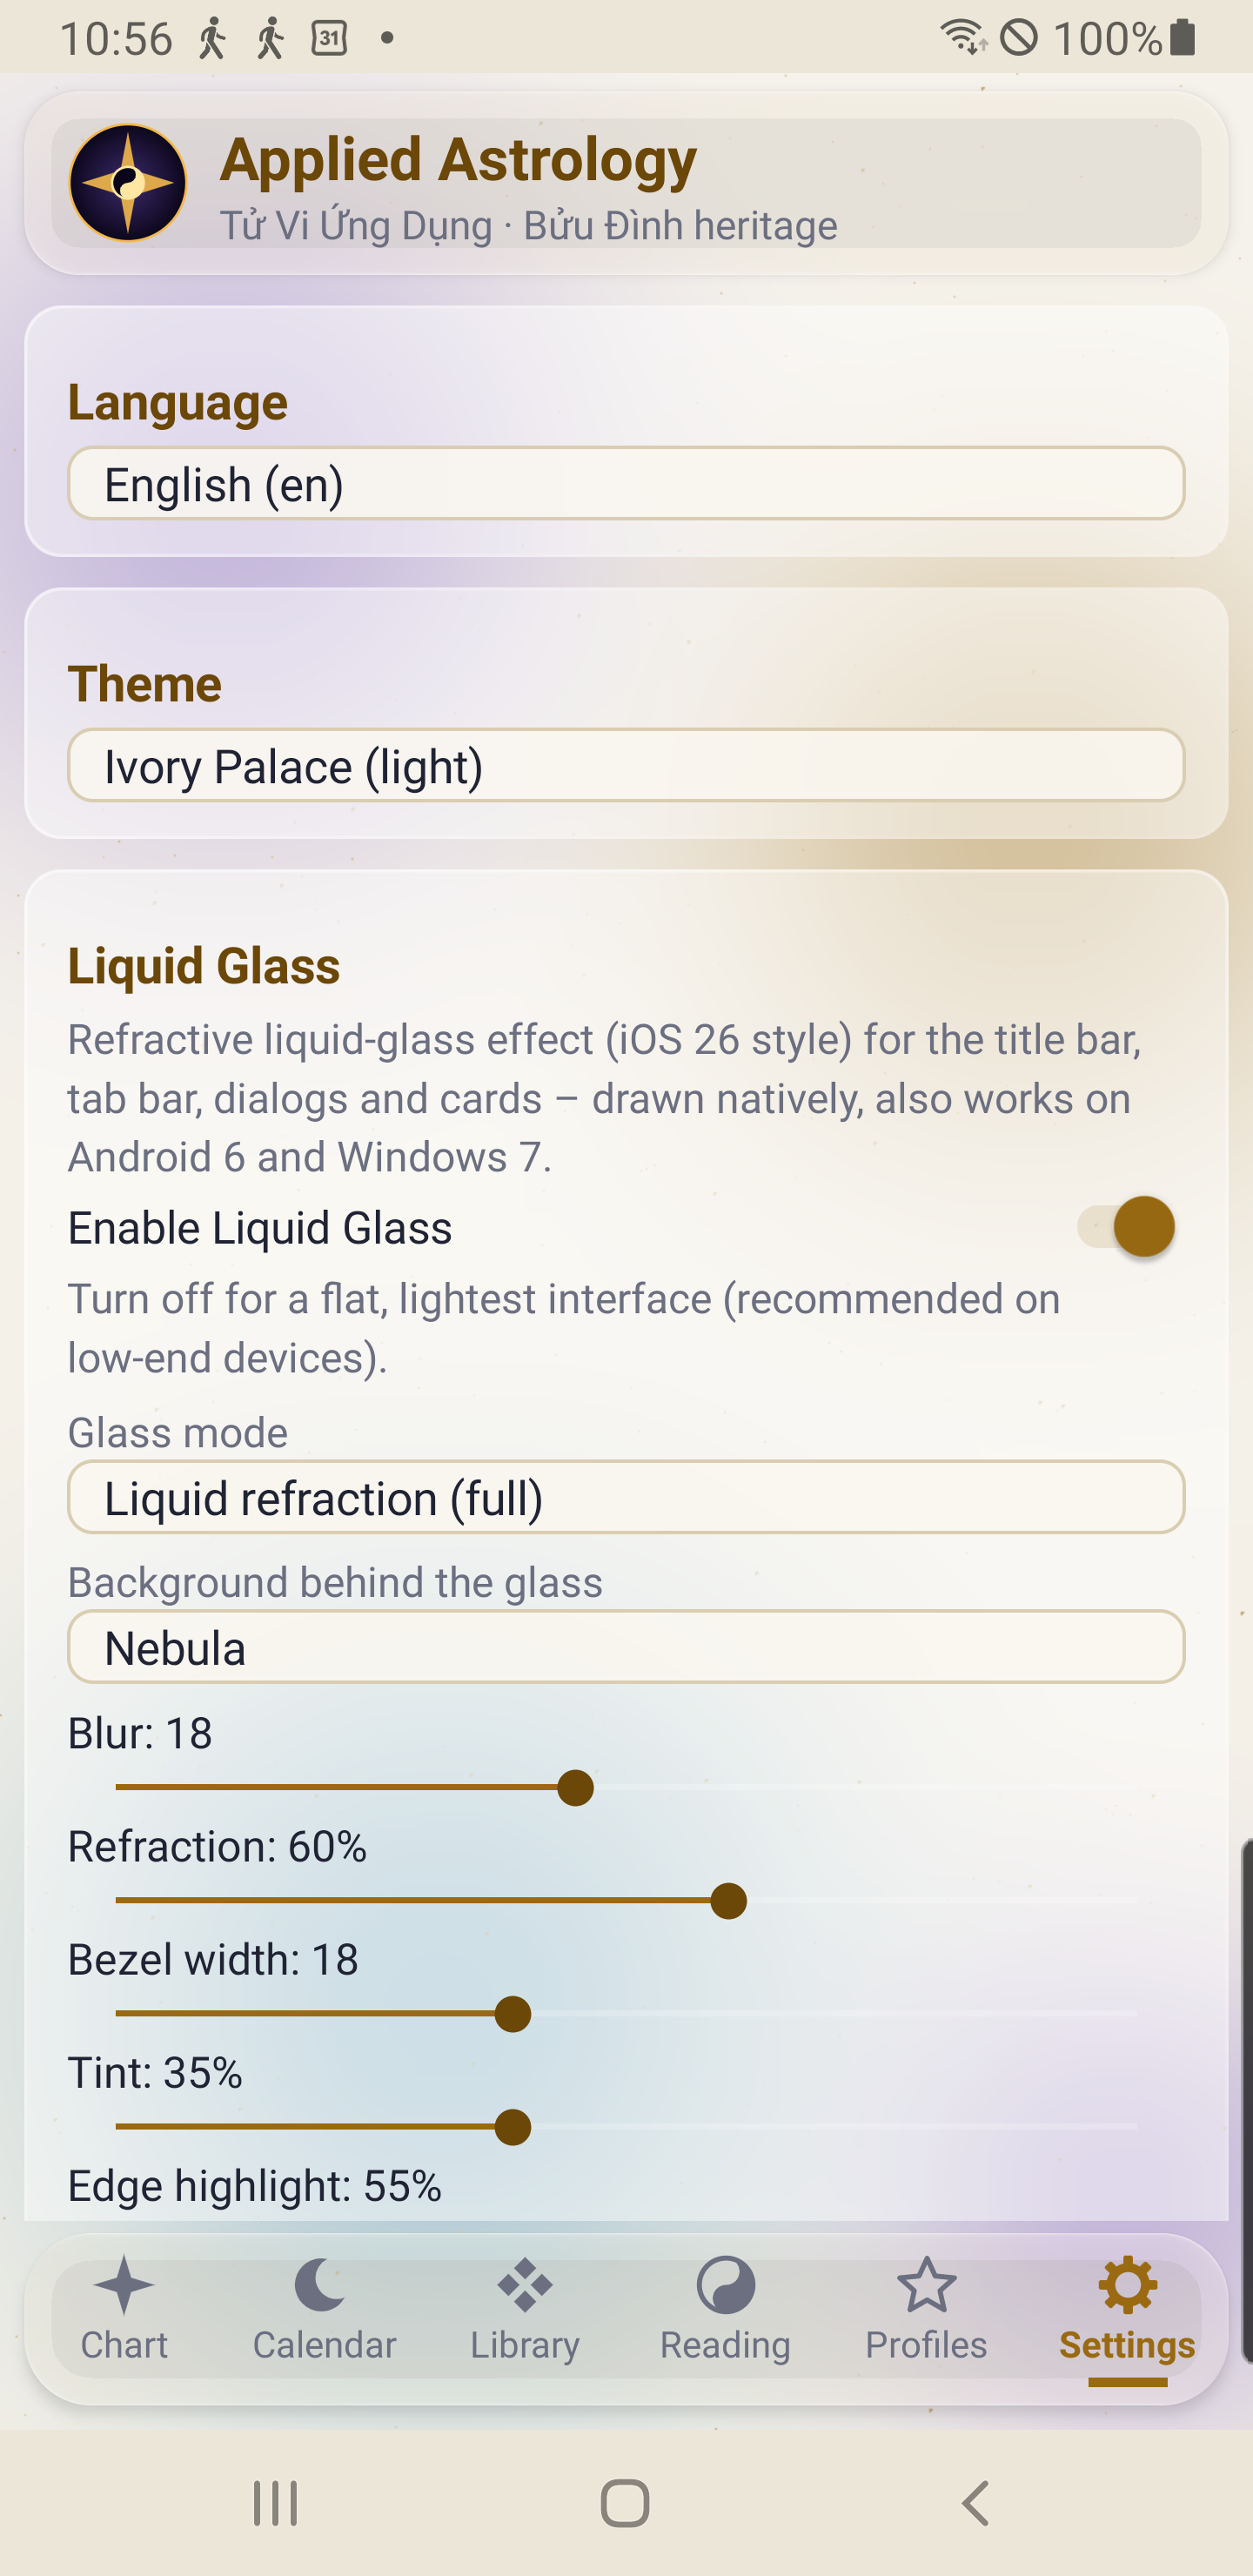 10:56
31
100%
Applied Astrology
Tử Vi Ứng Dụng · Bửu Đình heritage
Language
English (en)
Theme
Ivory Palace (light)
Liquid Glass
Refractive liquid-glass effect (iOS 26 style) for the title bar,
tab bar, dialogs and cards – drawn natively, also works on
Android 6 and Windows 7.
Enable Liquid Glass
Turn off for a flat, lightest interface (recommended on
low-end devices).
Glass mode
Liquid refraction (full)
Background behind the glass
Nebula
Blur: 18
Refraction: 60%
Bezel width: 18
Tint: 35%
Edge highlight: 55%
Chart Calendar Library Reading Profiles Settings